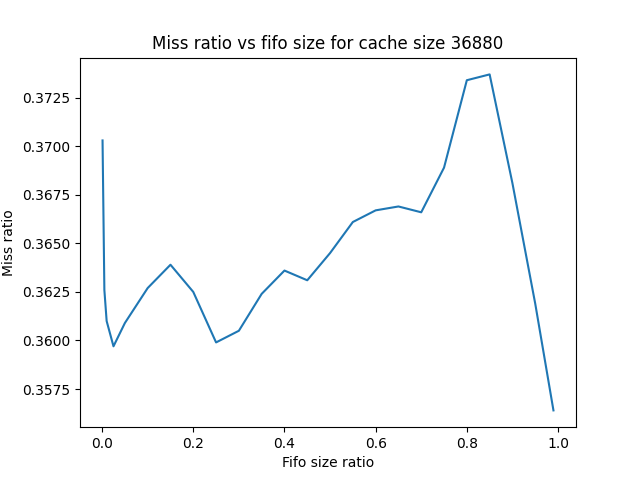 Miss ratio vs fifo size for cache size 36880
0.3725
0.3700
0.3675
0.3650
0.3625
0.3600
0.3575
Miss ratio
0.0 0.2 0.4 0.6 0.8 1.0
Fifo size ratio